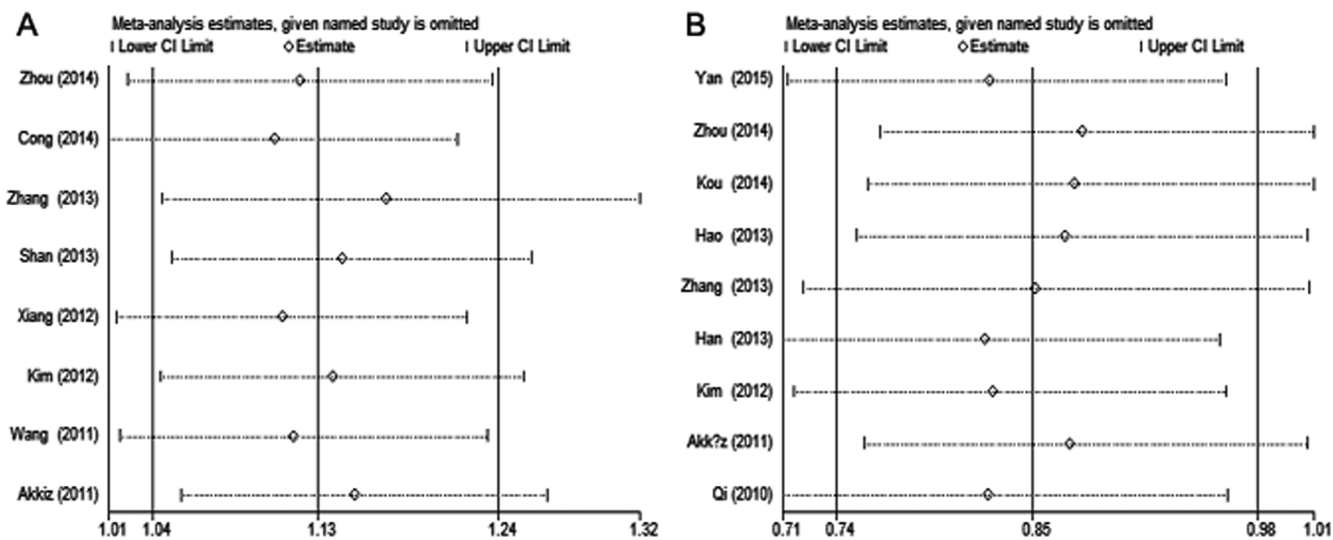 A
Meta-analysis estimates, given named study is omitted
Lower CI Limit Estimate Upper CI Limit
Zhou (2014)
Cong (2014)
Zhang (2013)
Shan (2013)
Xiang (2012)
Kim (2012)
Wang (2011)
Akkiz (2011)
1.01 1.04 1.13 1.24 1.32
B
Meta-analysis estimates, given named study is omitted
Lower CI Limit Estimate Upper CI Limit
Yan (2015)
Zhou (2014)
Kou (2014)
Hao (2013)
Zhang (2013)
Han (2013)
Kim (2012)
Akk?z (2011)
Qi (2010)
0.71 0.74 0.85 0.98 1.01